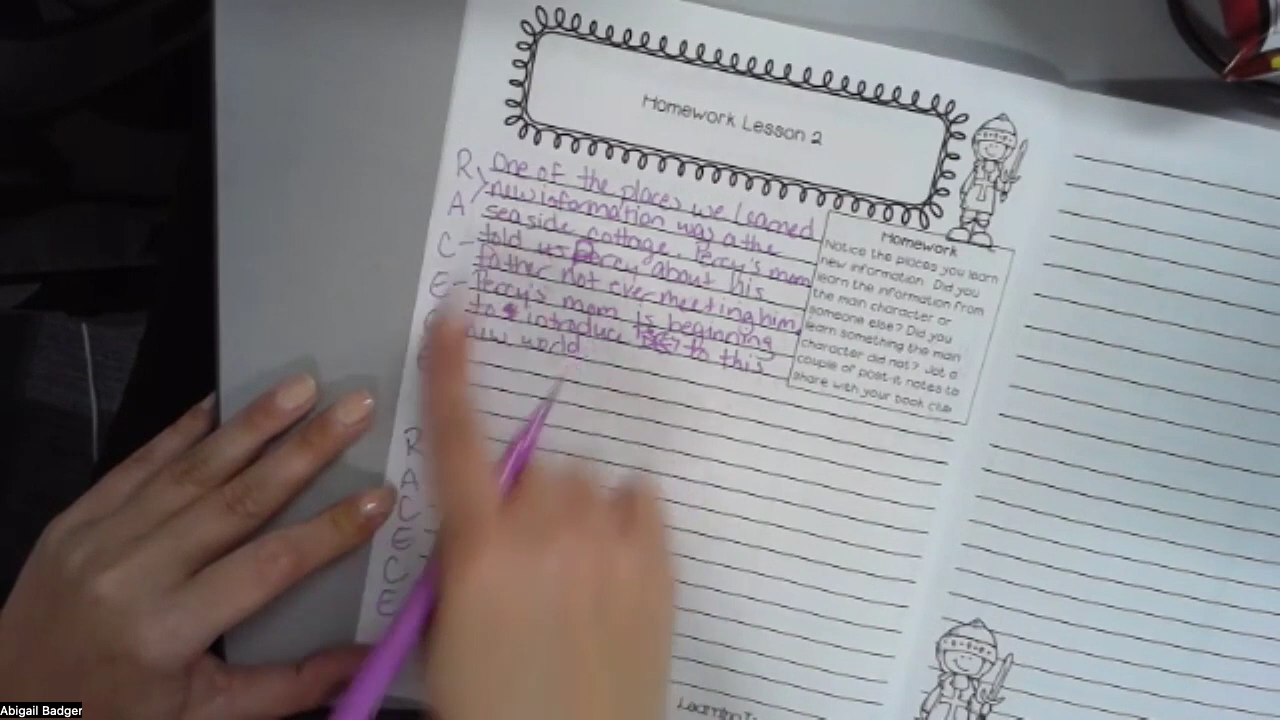 Homework Lesson 2
R One of the places we learned
A new information was a the
seaside cottage. Percy's mom
C - told us Percy about his
father not ever meeting him.
E - Percy's mom is beginning
to introduce to this
new world.
R
A
C
E
C
E
Homework
Notice the places you learn
new information. Did you
learn the information from
the main character or
someone else? Did you
learn something the main
character did not? Jot a
couple of post-it notes to
share with your book club
Abigail Badger